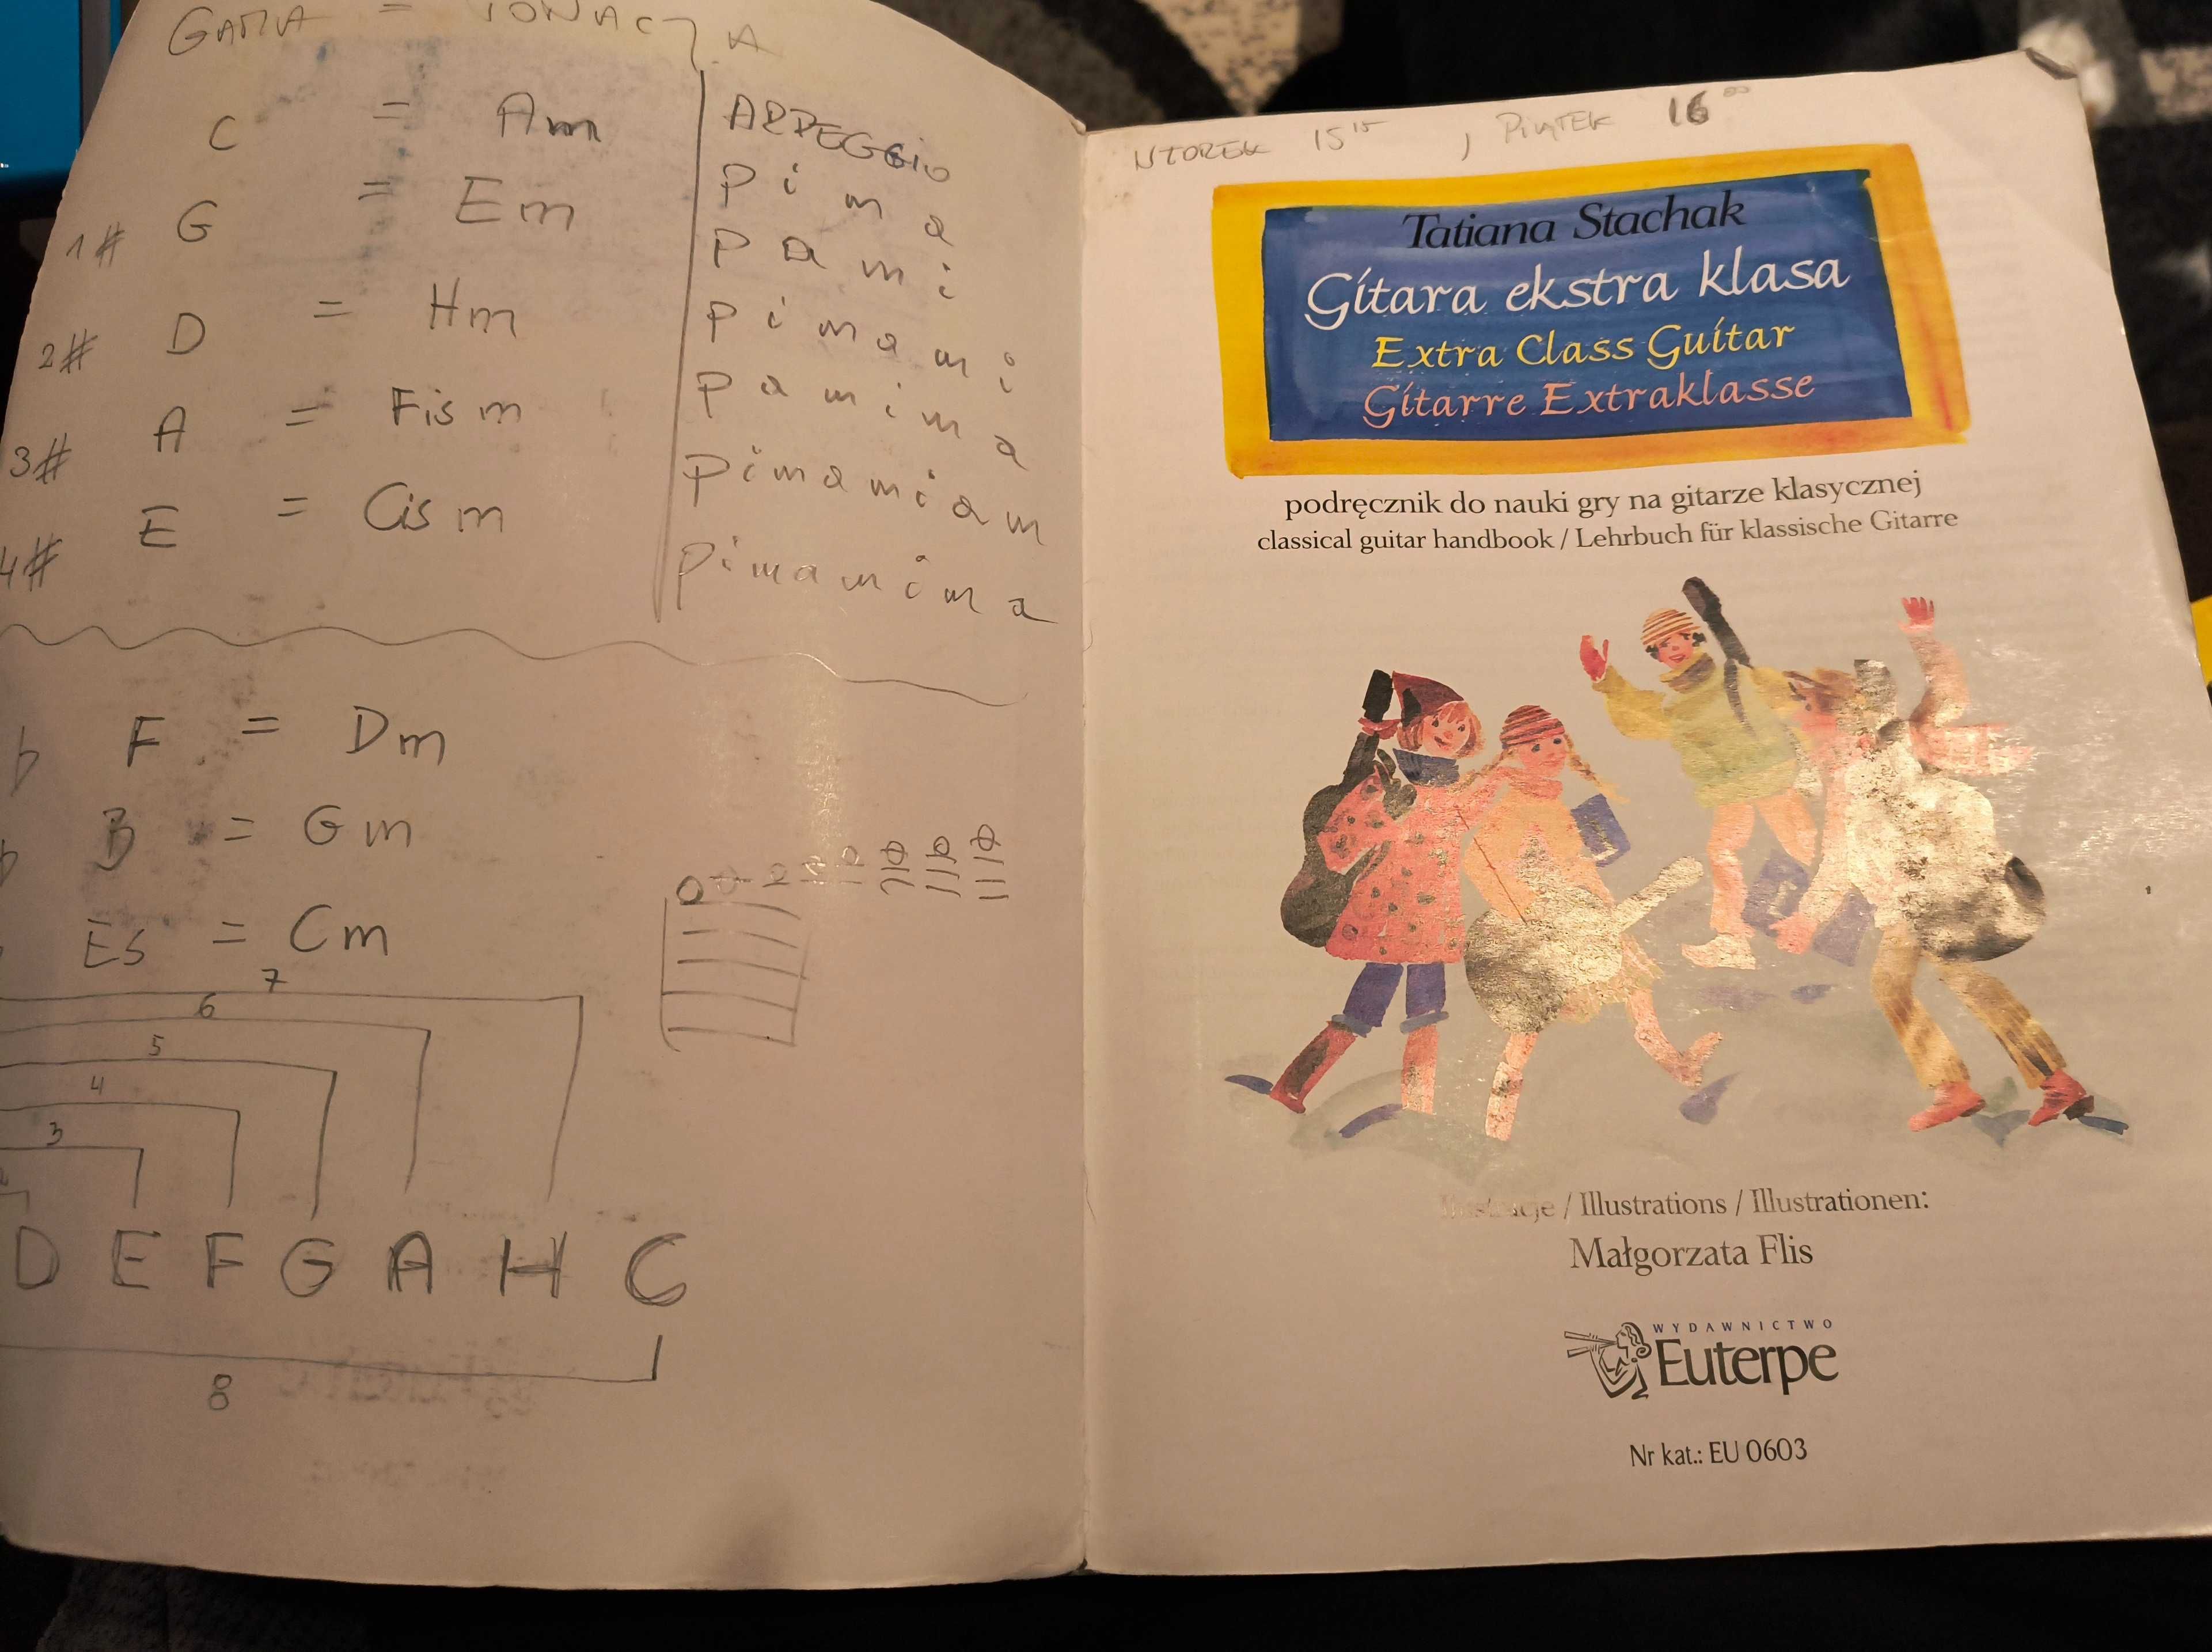 GAMA = TONACJA
C = Am
1# G = Em
2# D = Hm
3# A = Fis m
4# E = Cis m
ARPEGGIO
p i m a
p a m i
p i m a m i
p a m i m a
p i m a m i a m
p i m a m i m a
b F = Dm
b B = Gm
Es = Cm
7
6
5
4
3
D E F G A H C
8
WTOREK 15 15 , PIĄTEK 16 00
Tatiana Stachak
Gitara ekstra klasa
Extra Class Guitar
Gitarre Extraklasse
podręcznik do nauki gry na gitarze klasycznej
classical guitar handbook / Lehrbuch für klassische Gitarre
Ilustracje / Illustrations / Illustrationen:
Małgorzata Flis
WYDAWNICTWO
Euterpe
Nr kat.: EU 0603